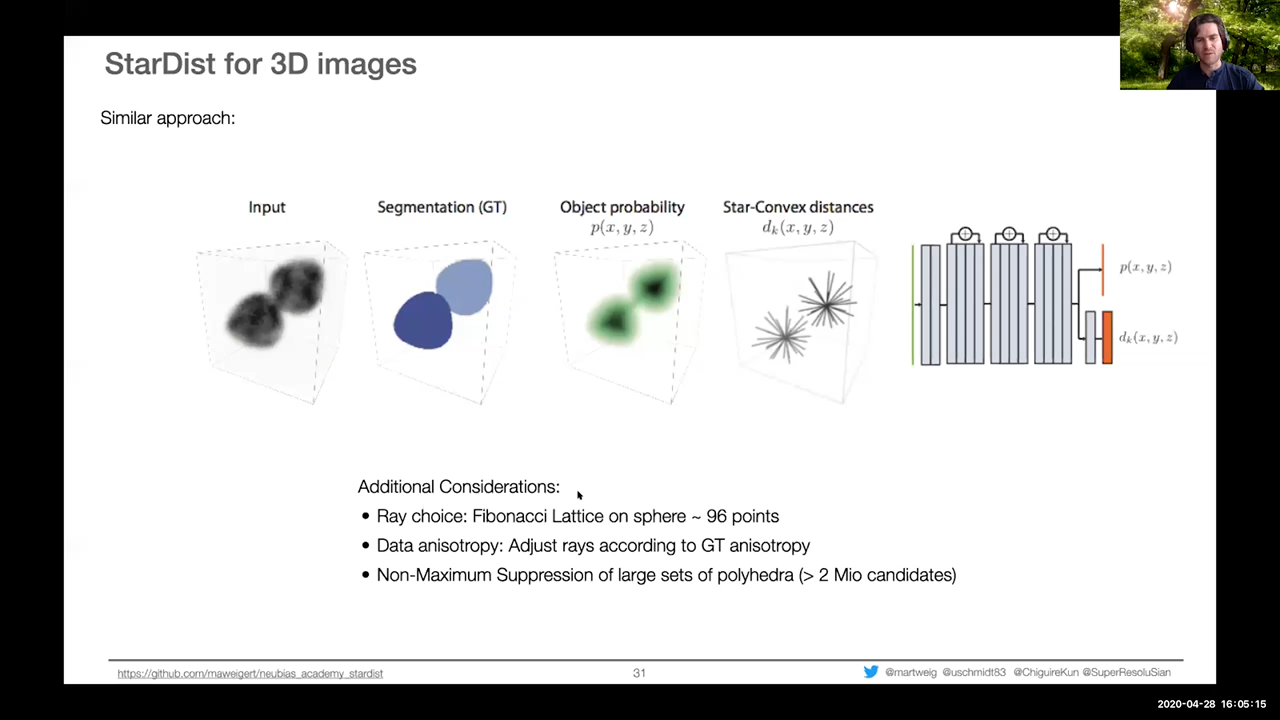 StarDist for 3D images
Similar approach:
Input
Segmentation (GT)
Object probability
p(x, y, z)
Star-Convex distances
d_k(x, y, z)
p(x, y, z)
d_k(x, y, z)
Additional Considerations:
• Ray choice: Fibonacci Lattice on sphere ~ 96 points
• Data anisotropy: Adjust rays according to GT anisotropy
• Non-Maximum Suppression of large sets of polyhedra (> 2 Mio candidates)
https://github.com/maweigert/neubias_academy_stardist
31
@martweig @uschmidt83 @ChiguireKun @SuperResoluSian
2020-04-28 16:05:15